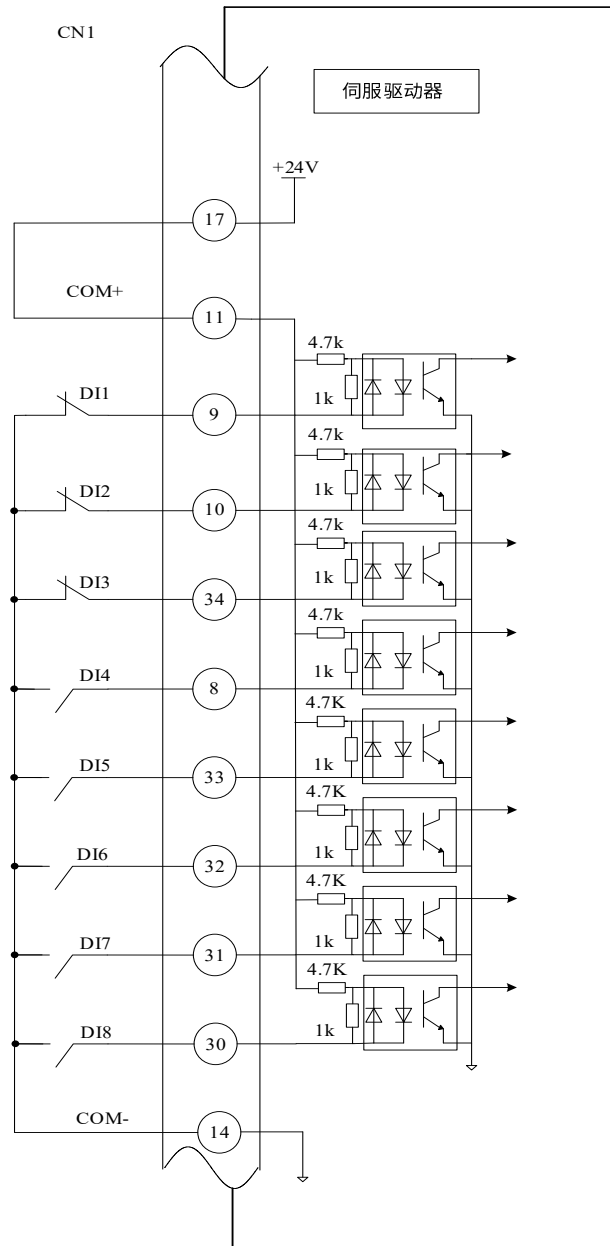 CN1
伺服驱动器
+24V
17
COM+
11
4.7k
DI1
1k
9
4.7k
DI2
1k
10
4.7k
DI3
1k
34
4.7k
DI4
1k
8
4.7K
DI5
1k
33
4.7K
DI6
1k
32
4.7K
DI7
1k
31
4.7K
DI8
1k
30
COM-
14